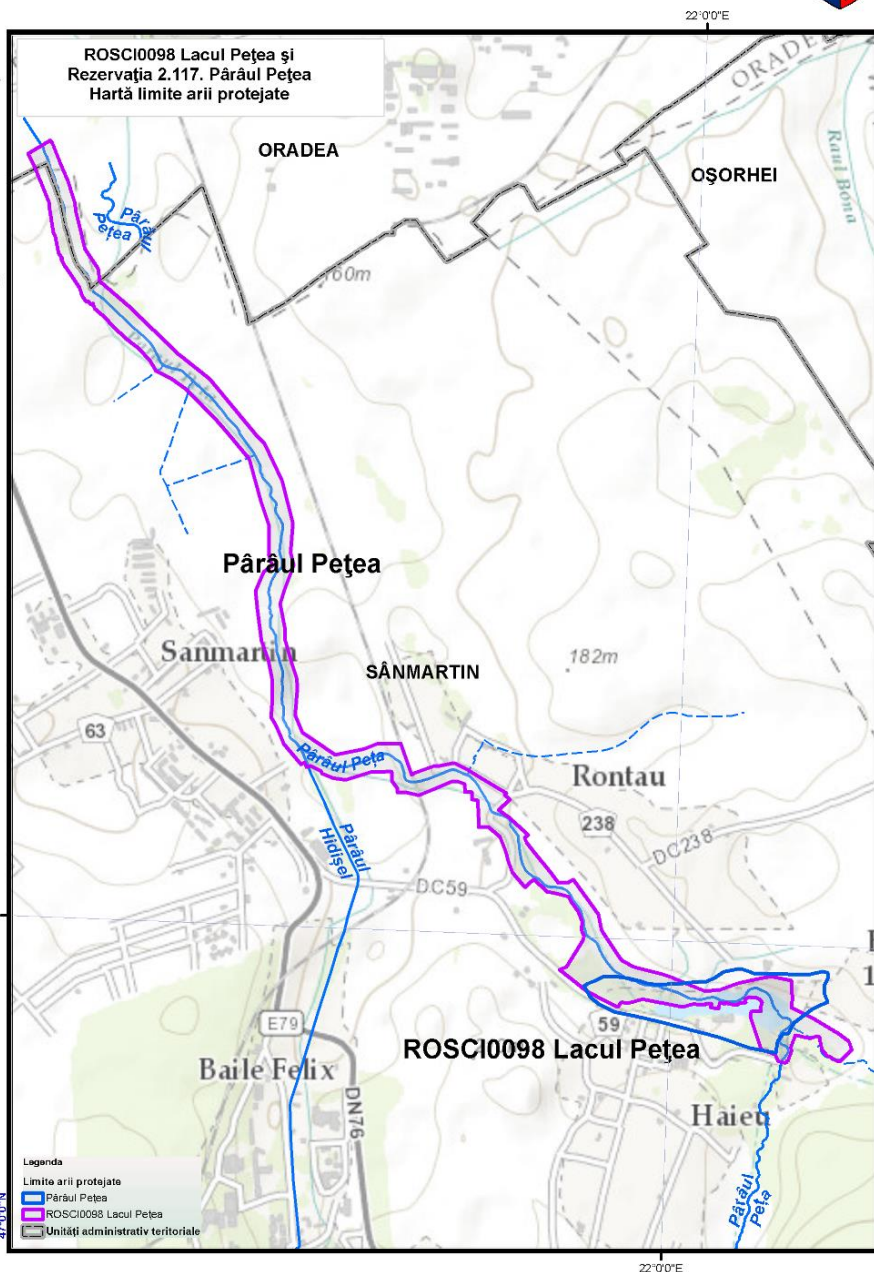 22°0'0"E
ROSCI0098 Lacul Peţea şi
Rezervaţia 2.117. Pârâul Peţea
Hartă limite arii protejate
ORADEA
ORADE
OŞORHEI
Raul Bona
Pârâul
Peţea
160m
Pârâul Peţea
Sanmartin
SÂNMARTIN
182m
63
Pârâul Peţa
Rontau
238
DC238
Pârâul
Hidişel
DC59
E79
59
ROSCI0098 Lacul Peţea
Baile Felix
DN76
Haieu
Pârâul
Peţa
Legenda
Limite arii protejate
Pârâul Peţea
ROSCI0098 Lacul Peţea
Unităţi administrativ teritoriale
47°0'0"N
22°0'0"E